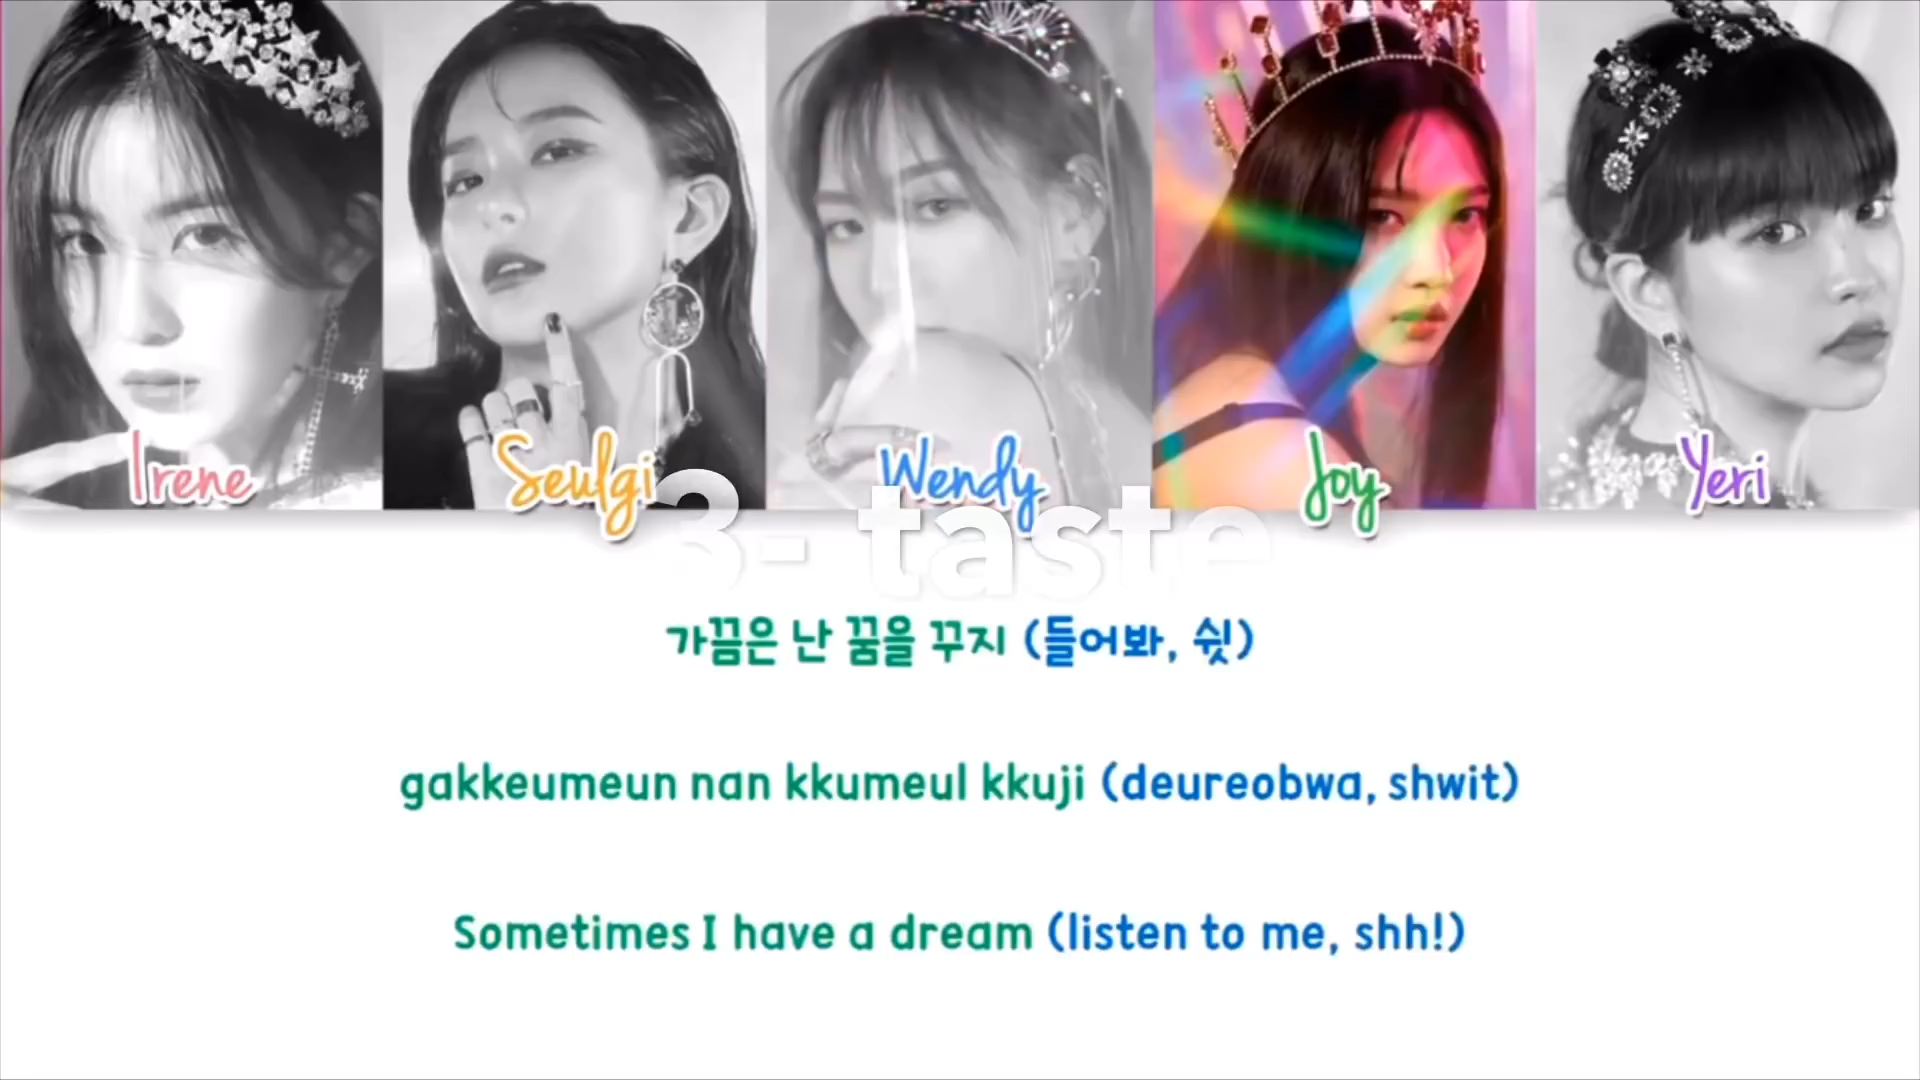 Irene Seulgi Wendy Joy Yeri
3- taste
가끔은 난 꿈을 꾸지 (들어봐, 쉿)
gakkeumeun nan kkumeul kkuji (deureobwa, shwit)
Sometimes I have a dream (listen to me, shh!)